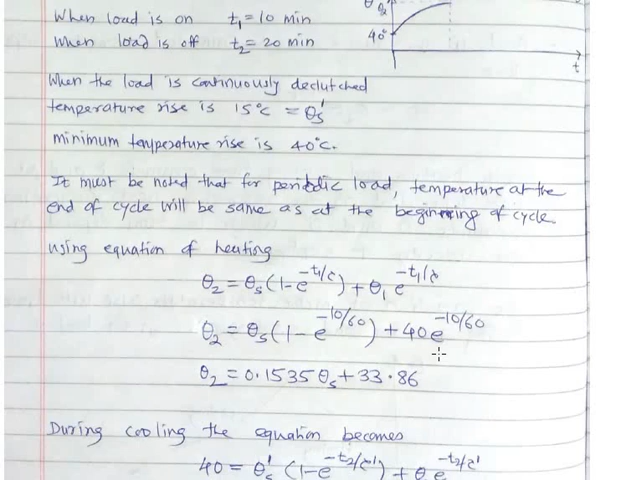 When load is on t₁ = 10 min
When load is off t₂ = 20 min
θ₂
40°
t
When the load is continuously declutched
temperature rise is 15°c = θs'
minimum temperature rise is 40°c.
It must be noted that for periodic load, temperature at the
end of cycle will be same as at the beginning of cycle.
using equation of heating
θ₂ = θs (1 - e^-t₁/τ) + θ₁ e^-t₁/τ
θ₂ = θs (1 - e^-10/60) + 40e^-10/60
θ₂ = 0.1535 θs + 33.86
During cooling the equation becomes
40 = θs' (1 - e^-t₂/τ') + θ₂ e^-t₂/τ'